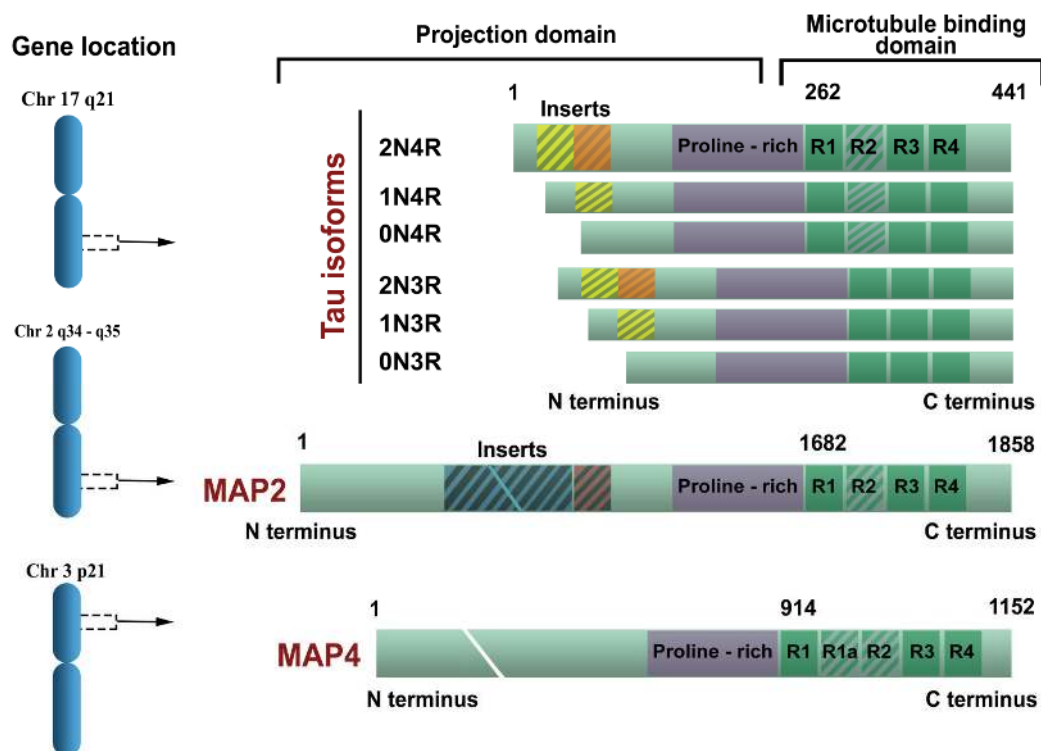 Gene location
Projection domain
Microtubule binding
domain
Chr 17 q21
1
262
441
Inserts
Tau isoforms
2N4R
Proline - rich
R1
R2
R3
R4
1N4R
0N4R
2N3R
1N3R
0N3R
N terminus
C terminus
Chr 2 q34 - q35
1
Inserts
1682
1858
MAP2
Proline - rich
R1
R2
R3
R4
N terminus
C terminus
Chr 3 p21
1
914
1152
MAP4
Proline - rich
R1
R1a
R2
R3
R4
N terminus
C terminus